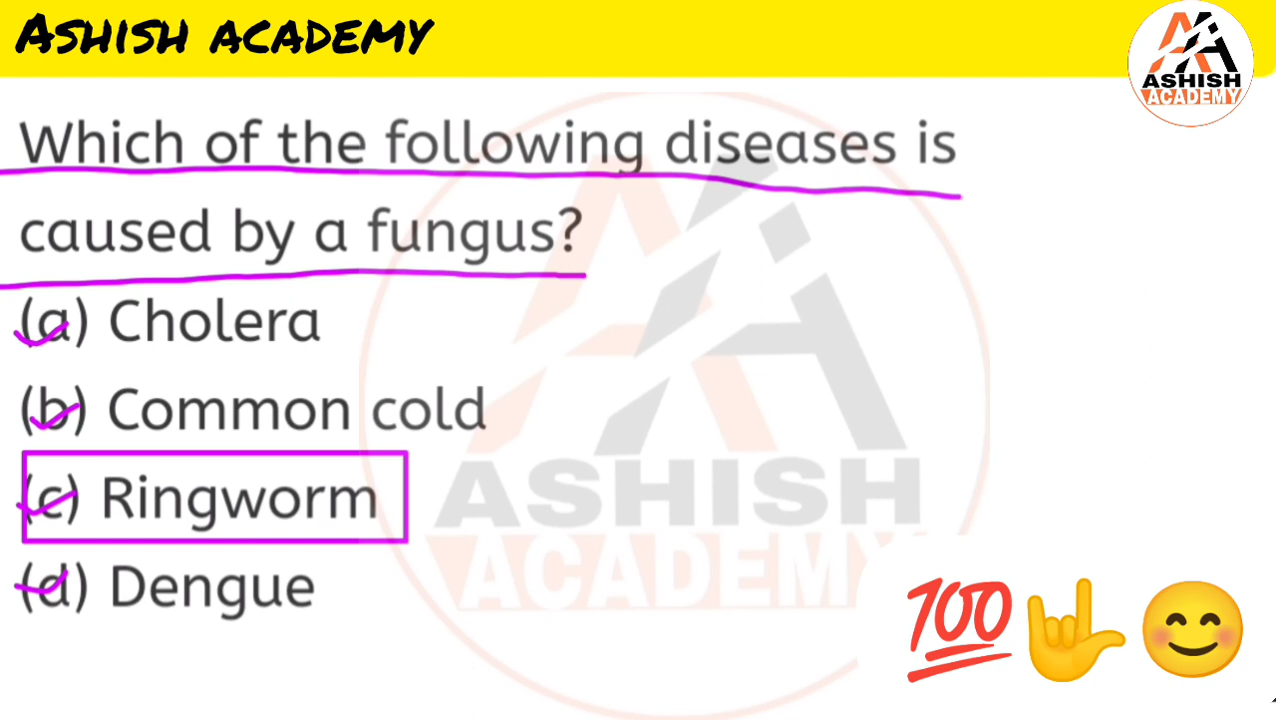 ASHISH ACADEMY
ASHISH
ACADEMY
Which of the following diseases is
caused by a fungus?
(a) Cholera
(b) Common cold
(c) Ringworm
(d) Dengue
ASHISH
ACADEMY
100